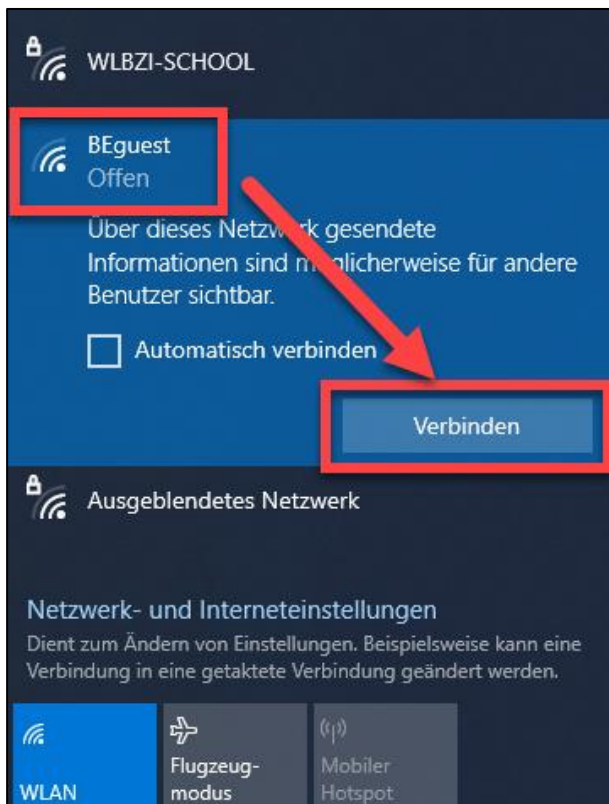 WLBZI-SCHOOL
BEguest
Offen
Über dieses Netzwerk gesendete
Informationen sind möglicherweise für andere
Benutzer sichtbar.
Automatisch verbinden
Verbinden
Ausgeblendetes Netzwerk
Netzwerk- und Interneteinstellungen
Dient zum Ändern von Einstellungen. Beispielsweise kann eine
Verbindung in eine getaktete Verbindung geändert werden.
WLAN
Flugzeug-
modus
Mobiler
Hotspot